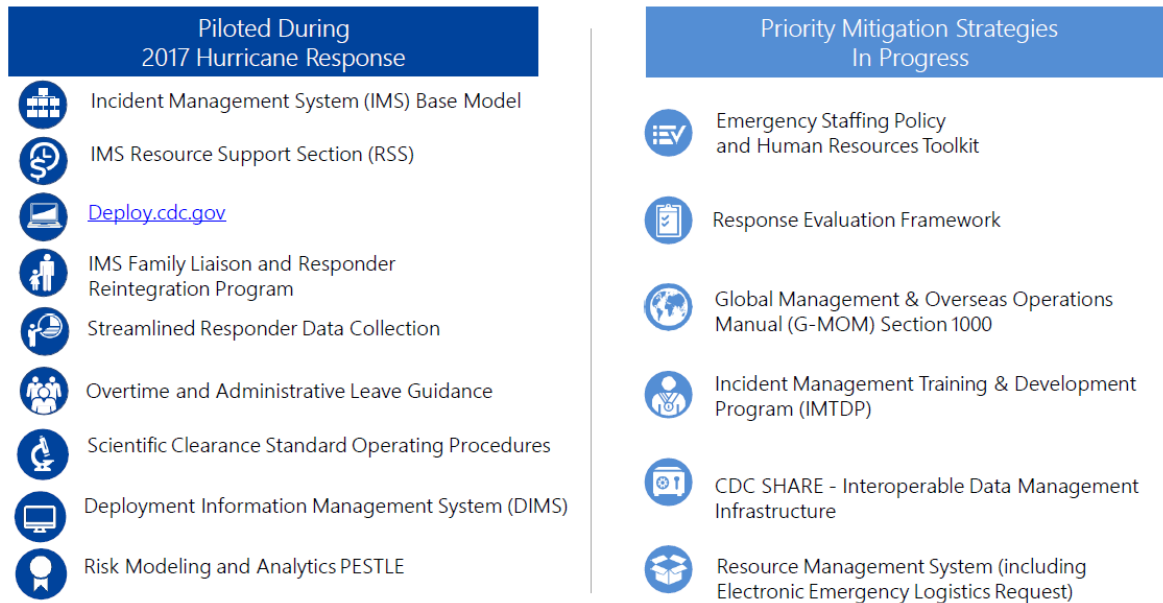 Piloted During
2017 Hurricane Response
Incident Management System (IMS) Base Model
IMS Resource Support Section (RSS)
Deploy.cdc.gov
IMS Family Liaison and Responder
Reintegration Program
Streamlined Responder Data Collection
Overtime and Administrative Leave Guidance
Scientific Clearance Standard Operating Procedures
Deployment Information Management System (DIMS)
Risk Modeling and Analytics PESTLE
Priority Mitigation Strategies
In Progress
Emergency Staffing Policy
and Human Resources Toolkit
Response Evaluation Framework
Global Management & Overseas Operations
Manual (G-MOM) Section 1000
Incident Management Training & Development
Program (IMTDP)
CDC SHARE - Interoperable Data Management
Infrastructure
Resource Management System (including
Electronic Emergency Logistics Request)